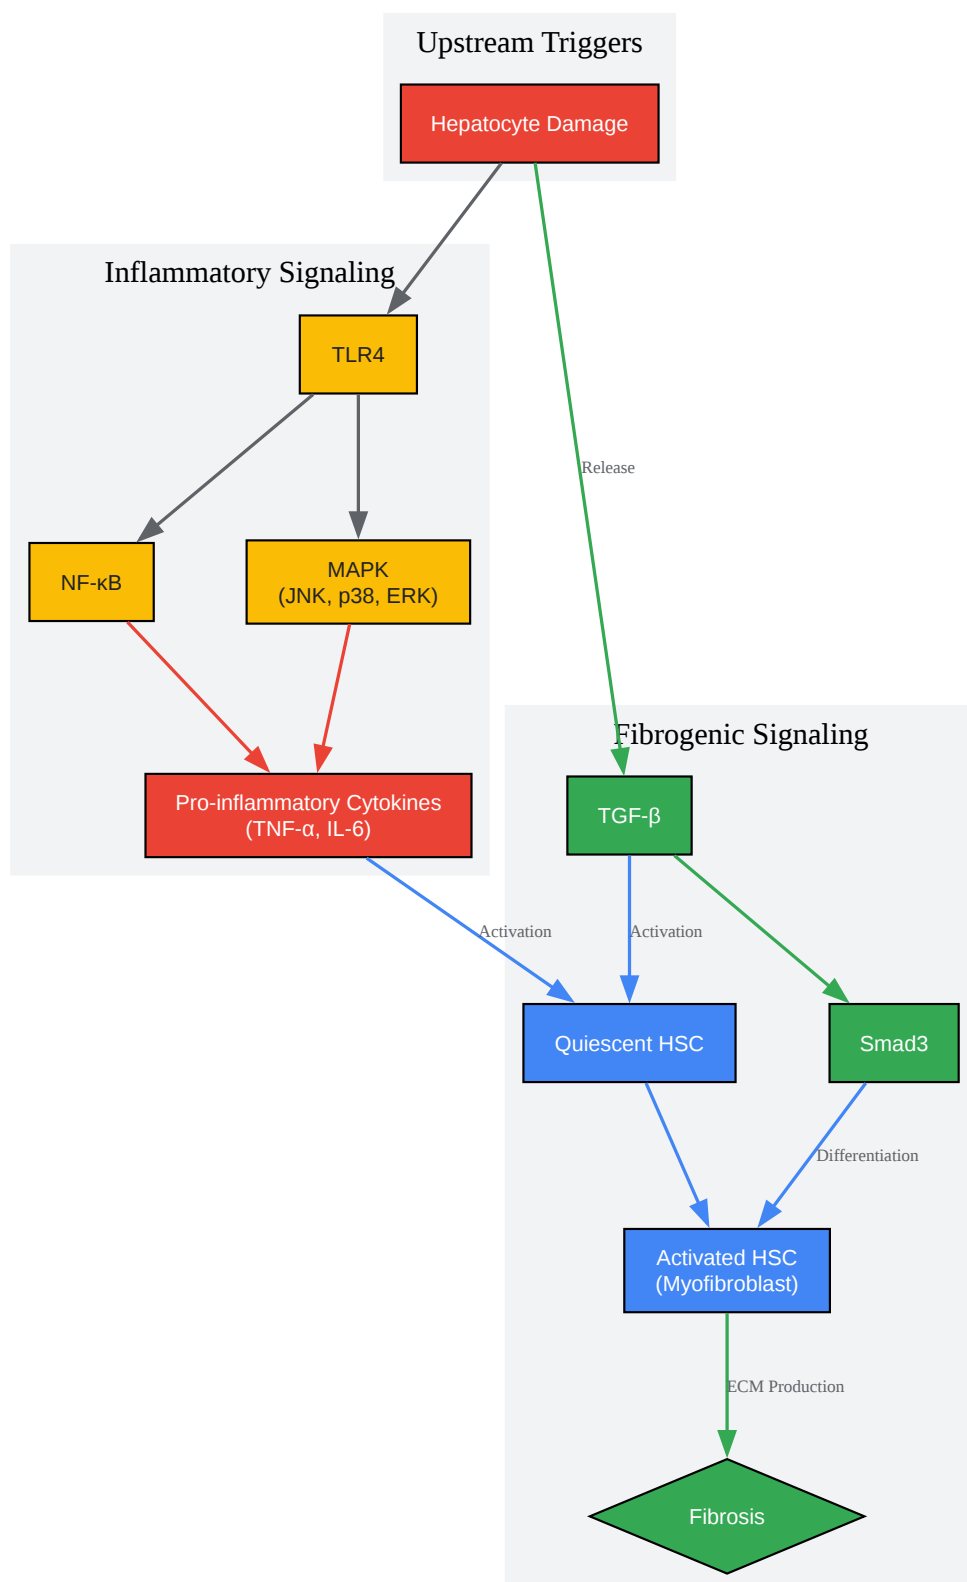 Upstream Triggers
Hepatocyte Damage
Inflammatory Signaling
TLR4
Release
NF-κB
MAPK
(JNK, p38, ERK)
Fibrogenic Signaling
Pro-inflammatory Cytokines
(TNF-α, IL-6)
TGF-β
Activation
Activation
Quiescent HSC
Smad3
Differentiation
Activated HSC
(Myofibroblast)
ECM Production
Fibrosis